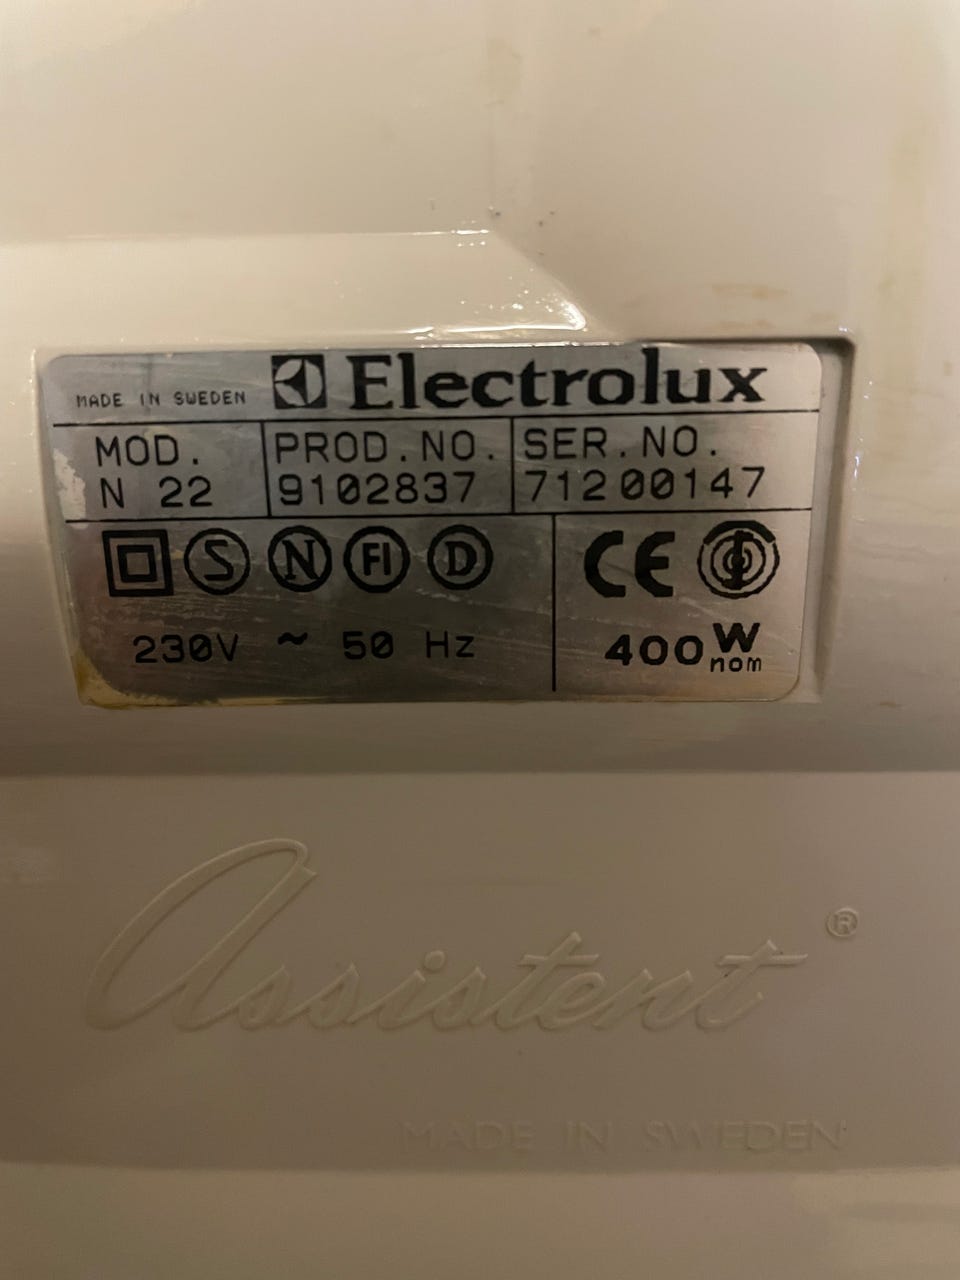 MADE IN SWEDEN Electrolux
MOD. PROD.NO. SER.NO.
N 22 9102837 71200147
S N FI D CE
230V ~ 50 Hz 400 W nom
Assistent ®
MADE IN SWEDEN